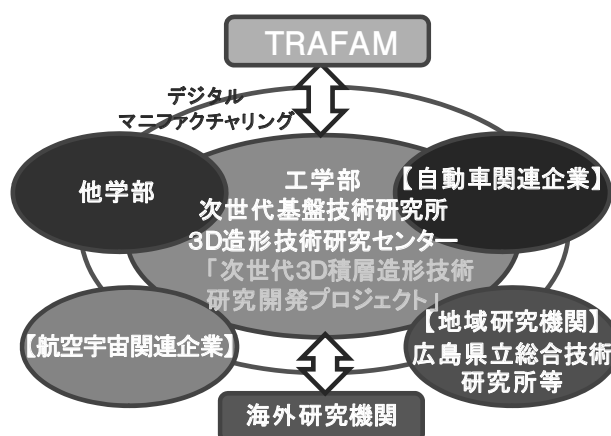 TRAFAM
デジタル
マニファクチャリング
他学部
工学部
次世代基盤技術研究所
3D造形技術研究センター
「次世代3D積層造形技術
研究開発プロジェクト」
【自動車関連企業】
【航空宇宙関連企業】
【地域研究機関】
広島県立総合技術
研究所等
海外研究機関